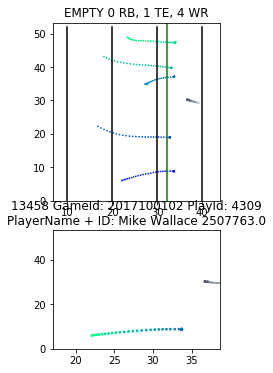 EMPTY 0 RB, 1 TE, 4 WR
50
40
30
20
10
0
10 20 30 40
13458 GameId: 2017100102 PlayId: 4309
PlayerName + ID: Mike Wallace 2507763.0
40
20
0
20 25 30 35